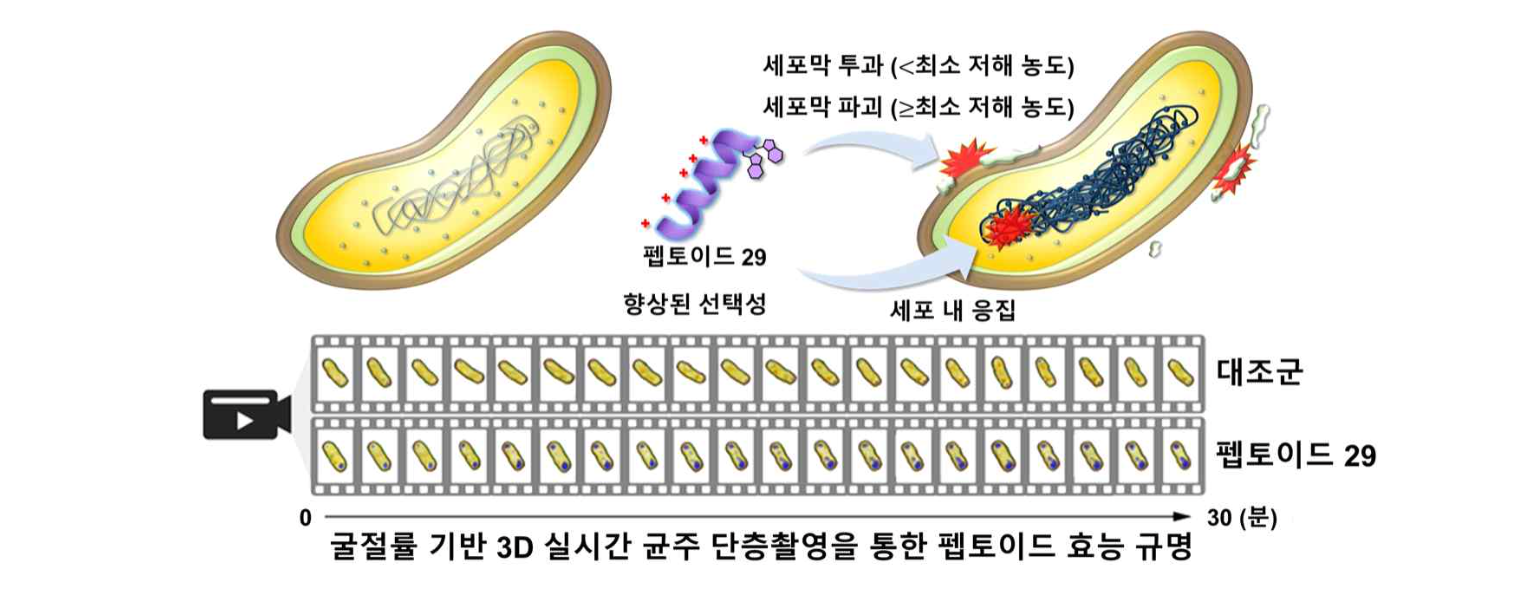 세포막 투과 (<최소 저해 농도)
세포막 파괴 (≥최소 저해 농도)
펩토이드 29
향상된 선택성
세포 내 응집
대조군
펩토이드 29
0
30 (분)
굴절률 기반 3D 실시간 균주 단층촬영을 통한 펩토이드 효능 규명